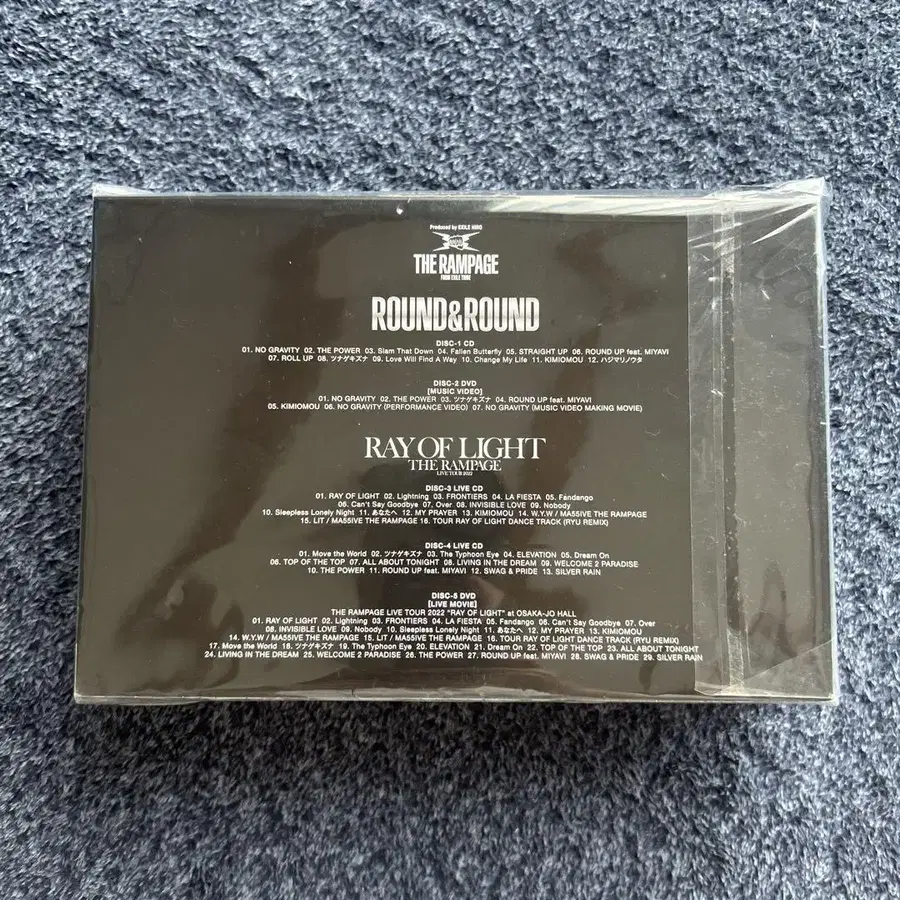 Produced by EXILE HIRO
THE RAMPAGE
FROM EXILE TRIBE
ROUND&ROUND
DISC-1 CD
01. NO GRAVITY 02. THE POWER 03. Slam That Down 04. Fallen Butterfly 05. STRAIGHT UP 06. ROUND UP feat. MIYAVI
07. ROLL UP 08. ツナゲキズナ 09. Love Will Find A Way 10. Change My Life 11. KIMIOMOU 12. ハジマリノウタ
DISC-2 DVD
[MUSIC VIDEO]
01. NO GRAVITY 02. THE POWER 03. ツナゲキズナ 04. ROUND UP feat. MIYAVI
05. KIMIOMOU 06. NO GRAVITY (PERFORMANCE VIDEO) 07. NO GRAVITY (MUSIC VIDEO MAKING MOVIE)
RAY OF LIGHT
THE RAMPAGE
LIVE TOUR 2022
DISC-3 LIVE CD
01. RAY OF LIGHT 02. Lightning 03. FRONTIERS 04. LA FIESTA 05. Fandango
06. Can't Say Goodbye 07. Over 08. INVISIBLE LOVE 09. Nobody
10. Sleepless Lonely Night 11. あなたへ 12. MY PRAYER 13. KIMIOMOU 14. W.Y.W / MA55IVE THE RAMPAGE
15. LIT / MA55IVE THE RAMPAGE 16. TOUR RAY OF LIGHT DANCE TRACK (RYU REMIX)
DISC-4 LIVE CD
01. Move the World 02. ツナゲキズナ 03. The Typhoon Eye 04. ELEVATION 05. Dream On
06. TOP OF THE TOP 07. ALL ABOUT TONIGHT 08. LIVING IN THE DREAM 09. WELCOME 2 PARADISE
10. THE POWER 11. ROUND UP feat. MIYAVI 12. SWAG & PRIDE 13. SILVER RAIN
DISC-5 DVD
[LIVE MOVIE]
THE RAMPAGE LIVE TOUR 2022 "RAY OF LIGHT" at OSAKA-JO HALL
01. RAY OF LIGHT 02. Lightning 03. FRONTIERS 04. LA FIESTA 05. Fandango 06. Can't Say Goodbye 07. Over
08. INVISIBLE LOVE 09. Nobody 10. Sleepless Lonely Night 11. あなたへ 12. MY PRAYER 13. KIMIOMOU
14. W.Y.W / MA55IVE THE RAMPAGE 15. LIT / MA55IVE THE RAMPAGE 16. TOUR RAY OF LIGHT DANCE TRACK (RYU REMIX)
17. Move the World 18. ツナゲキズナ 19. The Typhoon Eye 20. ELEVATION 21. Dream On 22. TOP OF THE TOP 23. ALL ABOUT TONIGHT
24. LIVING IN THE DREAM 25. WELCOME 2 PARADISE 26. THE POWER 27. ROUND UP feat. MIYAVI 28. SWAG & PRIDE 29. SILVER RAIN